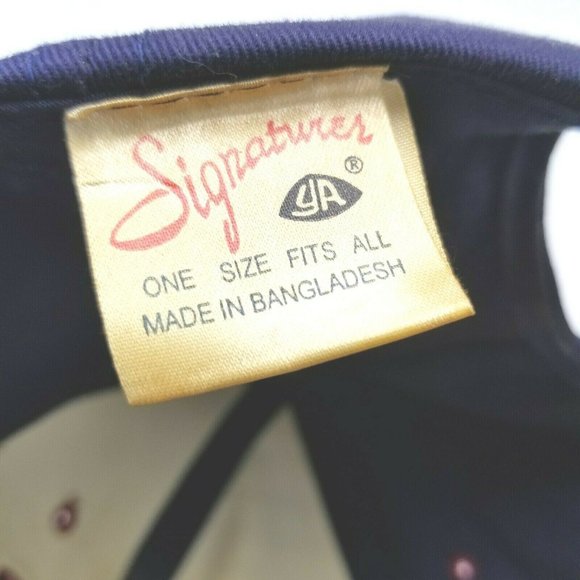 Signatures
YA ®
ONE SIZE FITS ALL
MADE IN BANGLADESH